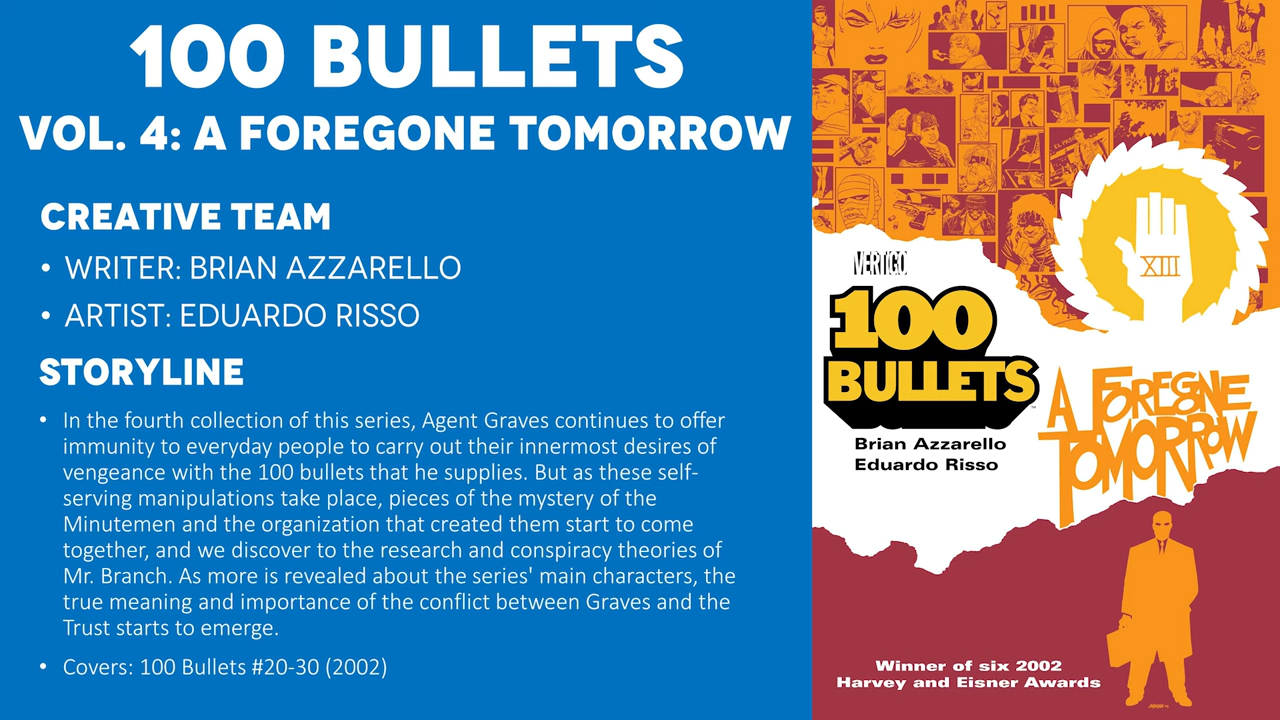 100 BULLETS
VOL. 4: A FOREGONE TOMORROW
CREATIVE TEAM
• WRITER: BRIAN AZZARELLO
• ARTIST: EDUARDO RISSO
STORYLINE
• In the fourth collection of this series, Agent Graves continues to offer
immunity to everyday people to carry out their innermost desires of
vengeance with the 100 bullets that he supplies. But as these self-
serving manipulations take place, pieces of the mystery of the
Minutemen and the organization that created them start to come
together, and we discover to the research and conspiracy theories of
Mr. Branch. As more is revealed about the series' main characters, the
true meaning and importance of the conflict between Graves and the
Trust starts to emerge.
• Covers: 100 Bullets #20-30 (2002)
XIII
VERTIGO
100
BULLETS
Brian Azzarello
Eduardo Risso
A FOREGONE
TOMORROW
Winner of six 2002
Harvey and Eisner Awards